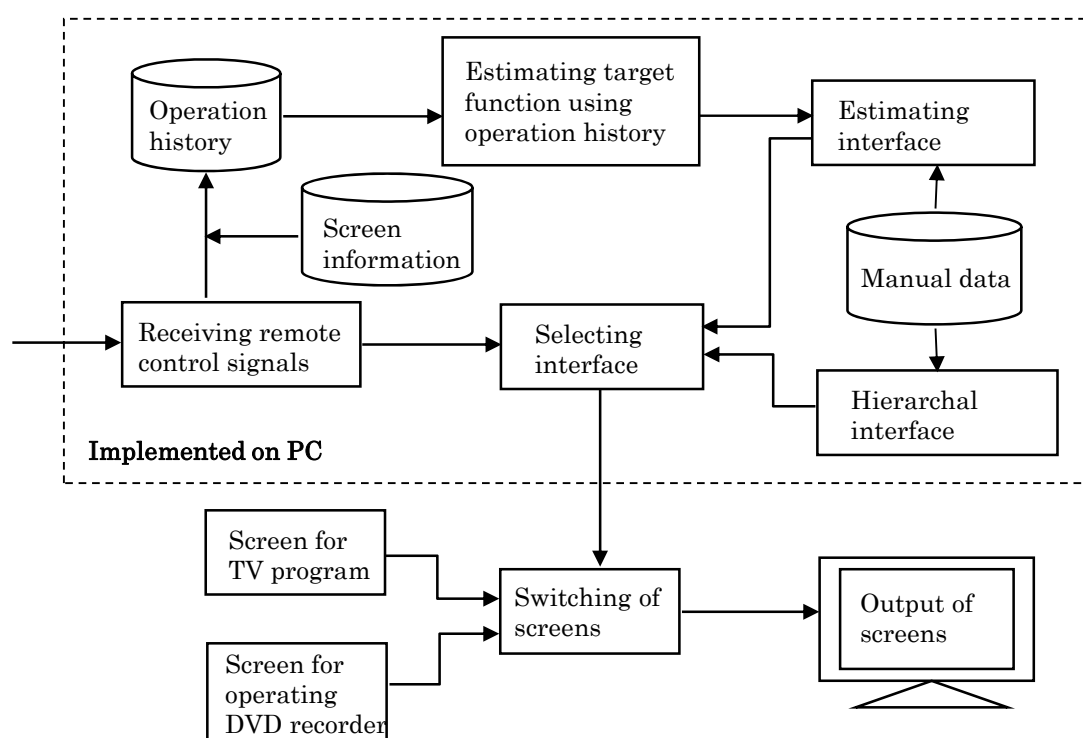 Operation
history
Estimating target
function using
operation history
Estimating
interface
Screen
information
Manual data
Receiving remote
control signals
Selecting
interface
Hierarchal
interface
Implemented on PC
Screen for
TV program
Switching of
screens
Output of
screens
Screen for
operating
DVD recorder